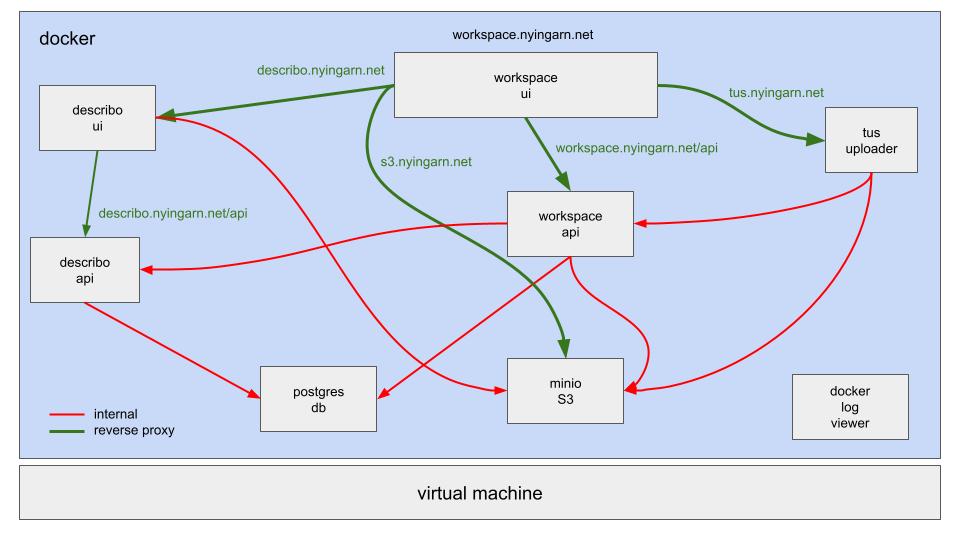 docker
workspace.nyingarn.net
describo.nyingarn.net
workspace
ui
tus.nyingarn.net
describo
ui
tus
uploader
s3.nyingarn.net
workspace.nyingarn.net/api
describo.nyingarn.net/api
workspace
api
describo
api
postgres
db
minio
S3
docker
log
viewer
internal
reverse proxy
virtual machine